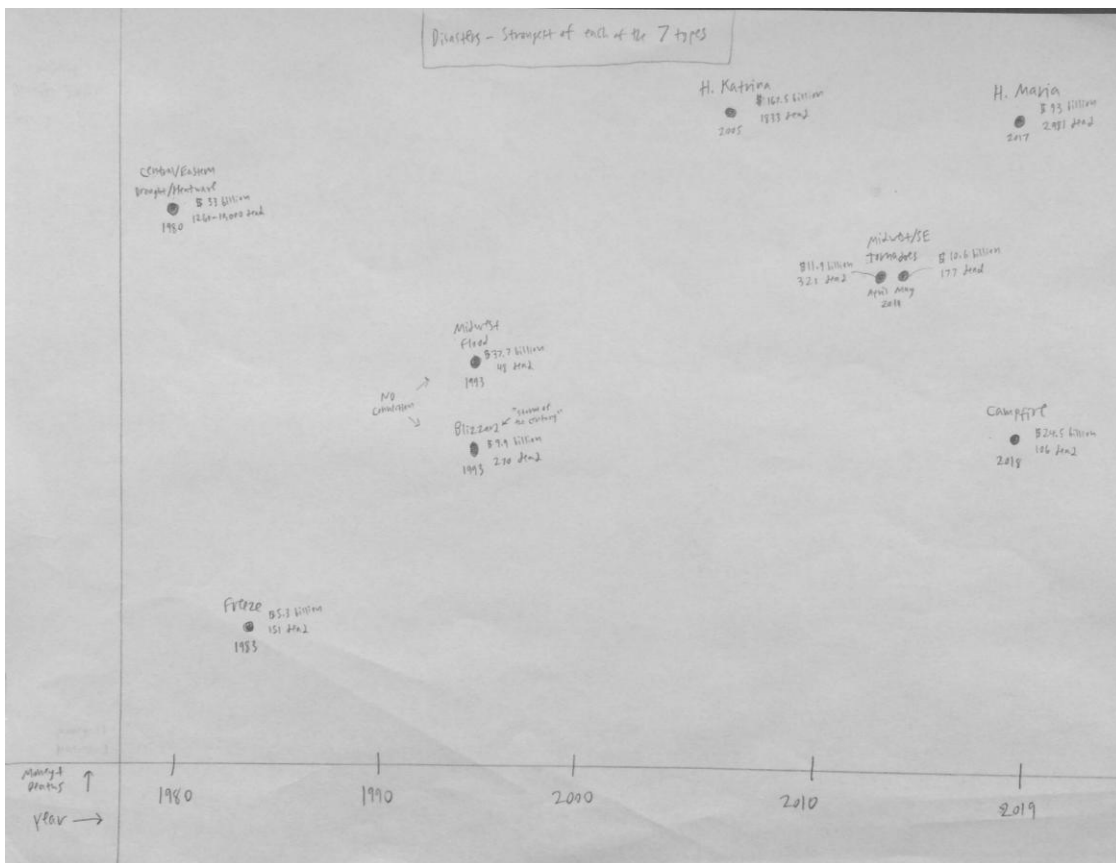 Disasters - Strongest of each of the 7 types
H. Katrina
$161.5 billion
1833 dead
2005
H. Maria
$93 billion
2981 dead
2017
Central/Eastern
Drought/Heatwave
$33 billion
1260-10,000 dead
1980
Midwest/SE
tornadoes
$11.9 billion
321 dead
$10.6 billion
177 dead
April May
Midwest
Flood
$37.7 billion
48 dead
1993
NO
correlation
Blizzard
"storm of
the century"
$9.9 billion
270 dead
1993
Campfire
$24.5 billion
106 dead
2018
Freeze
$5.3 billion
151 dead
1983
Money +
Deaths ↑
year →
1980
1990
2000
2010
2019